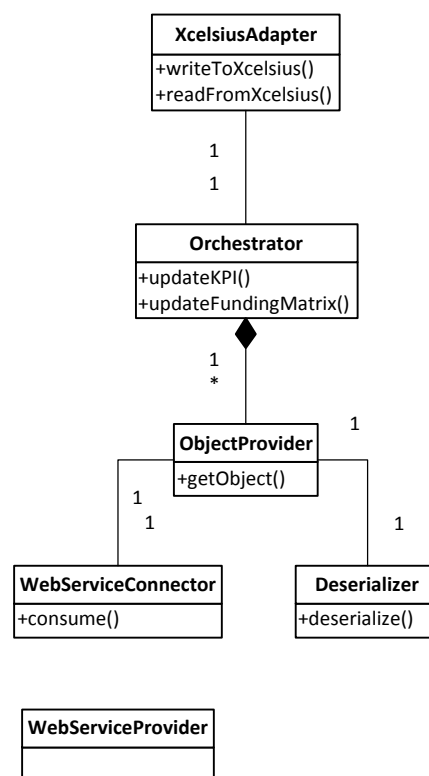 XcelsiusAdapter
+writeToXcelsius()
+readFromXcelsius()
1
1
Orchestrator
+updateKPI()
+updateFundingMatrix()
1
*
ObjectProvider
+getObject()
1
1
1
1
WebServiceConnector
+consume()
Deserializer
+deserialize()
WebServiceProvider